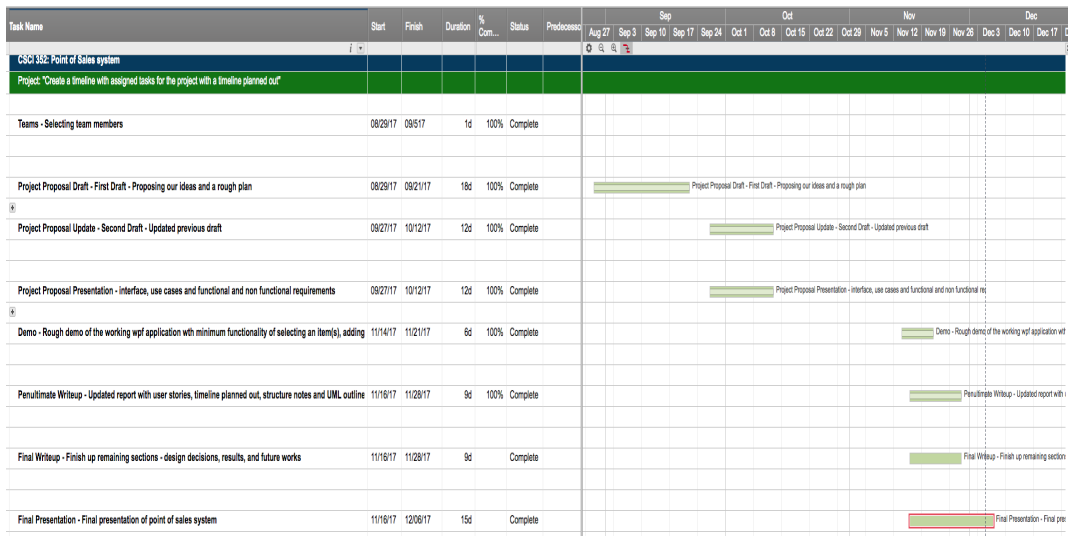 Task Name Start Finish Duration % Com... Status Predecesso
Sep Oct Nov Dec
Aug 27 Sep 3 Sep 10 Sep 17 Sep 24 Oct 1 Oct 8 Oct 15 Oct 22 Oct 29 Nov 5 Nov 12 Nov 19 Nov 26 Dec 3 Dec 10 Dec 17 D
CSCI 352: Point of Sales system
Project: "Create a timeline with assigned tasks for the project with a timeline planned out"
Teams - Selecting team members 08/29/17 09/517 1d 100% Complete
Project Proposal Draft - First Draft - Proposing our ideas and a rough plan 08/29/17 09/21/17 18d 100% Complete
Project Proposal Draft - First Draft - Proposing our ideas and a rough plan
Project Proposal Update - Second Draft - Updated previous draft 09/27/17 10/12/17 12d 100% Complete
Project Proposal Update - Second Draft - Updated previous draft
Project Proposal Presentation - interface, use cases and functional and non functional requirements 09/27/17 10/12/17 12d 100% Complete
Project Proposal Presentation - interface, use cases and functional and non functional req
Demo - Rough demo of the working wpf application wth minimum functionality of selecting an item(s), adding 11/14/17 11/21/17 6d 100% Complete
Demo - Rough demo of the working wpf application wth
Penultimate Writeup - Updated report with user stories, timeline planned out, structure notes and UML outline 11/16/17 11/28/17 9d 100% Complete
Penultimate Writeup - Updated report with
Final Writeup - Finish up remaining sections - design decisions, results, and future works 11/16/17 11/28/17 9d Complete
Final Writeup - Finish up remaining section
Final Presentation - Final presentation of point of sales system 11/16/17 12/06/17 15d Complete
Final Presentation - Final pre